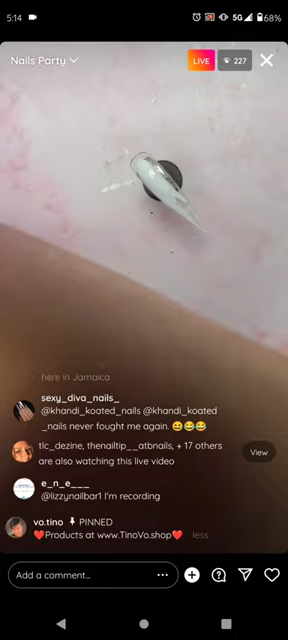 5:14
5G
68%
Nails Party
LIVE
227
here in Jamaica
sexy_diva_nails_
@khandi_koated_nails @khandi_koated
_nails never fought me again. 😆😂😂
tlc_dezine, thenailtip__atbnails, + 17 others
are also watching this live video
View
e_n_e___
@lizzynailbar1 I'm recording
vo.tino 📌 PINNED
❤️Products at www.TinoVo.shop❤️ less
Add a comment...